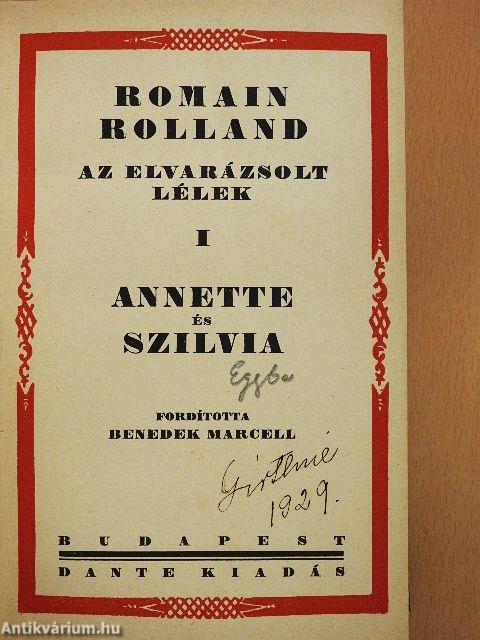 ROMAIN
ROLLAND
AZ ELVARÁZSOLT
LÉLEK
I
ANNETTE
ÉS
SZILVIA
FORDÍTOTTA
BENEDEK MARCELL
1929.
BUDAPEST
DANTE KIADÁS
Antikvárium.hu